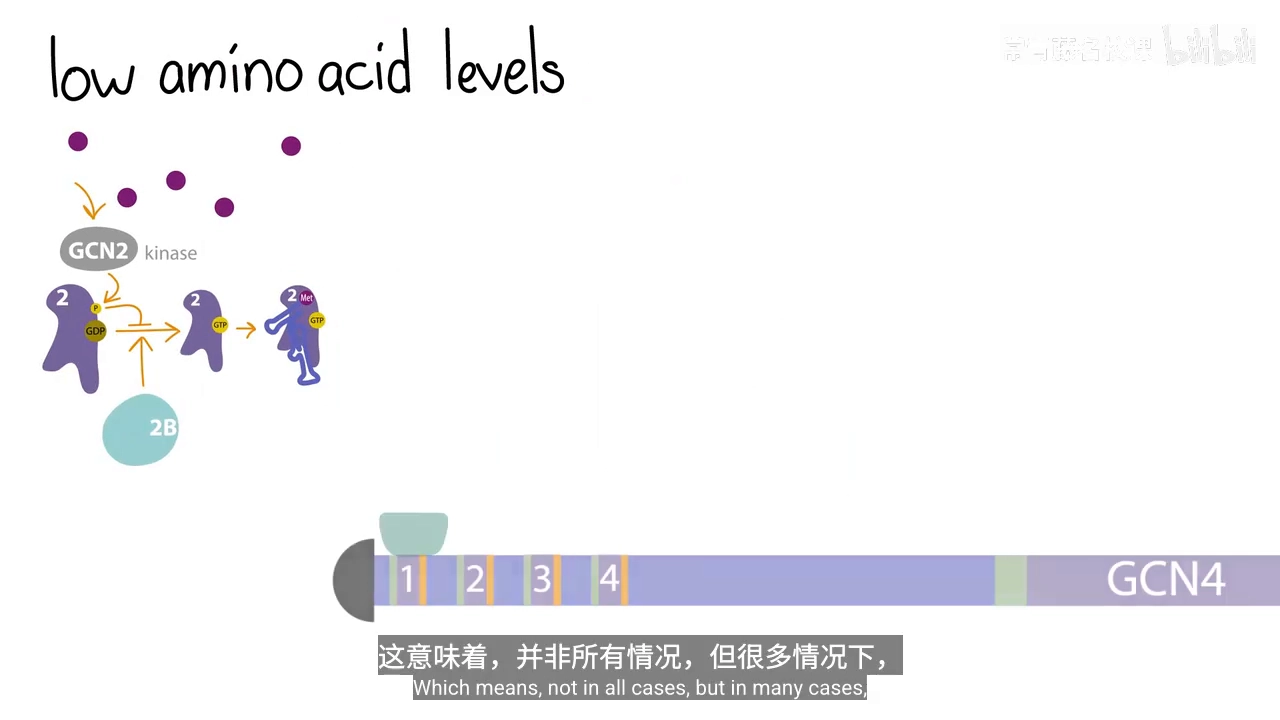 low amino acid levels
GCN2 kinase
2 P GDP
2 GTP
2 Met GTP
2B
1 2 3 4 GCN4
这意味着，并非所有情况，但很多情况下，
Which means, not in all cases, but in many cases,